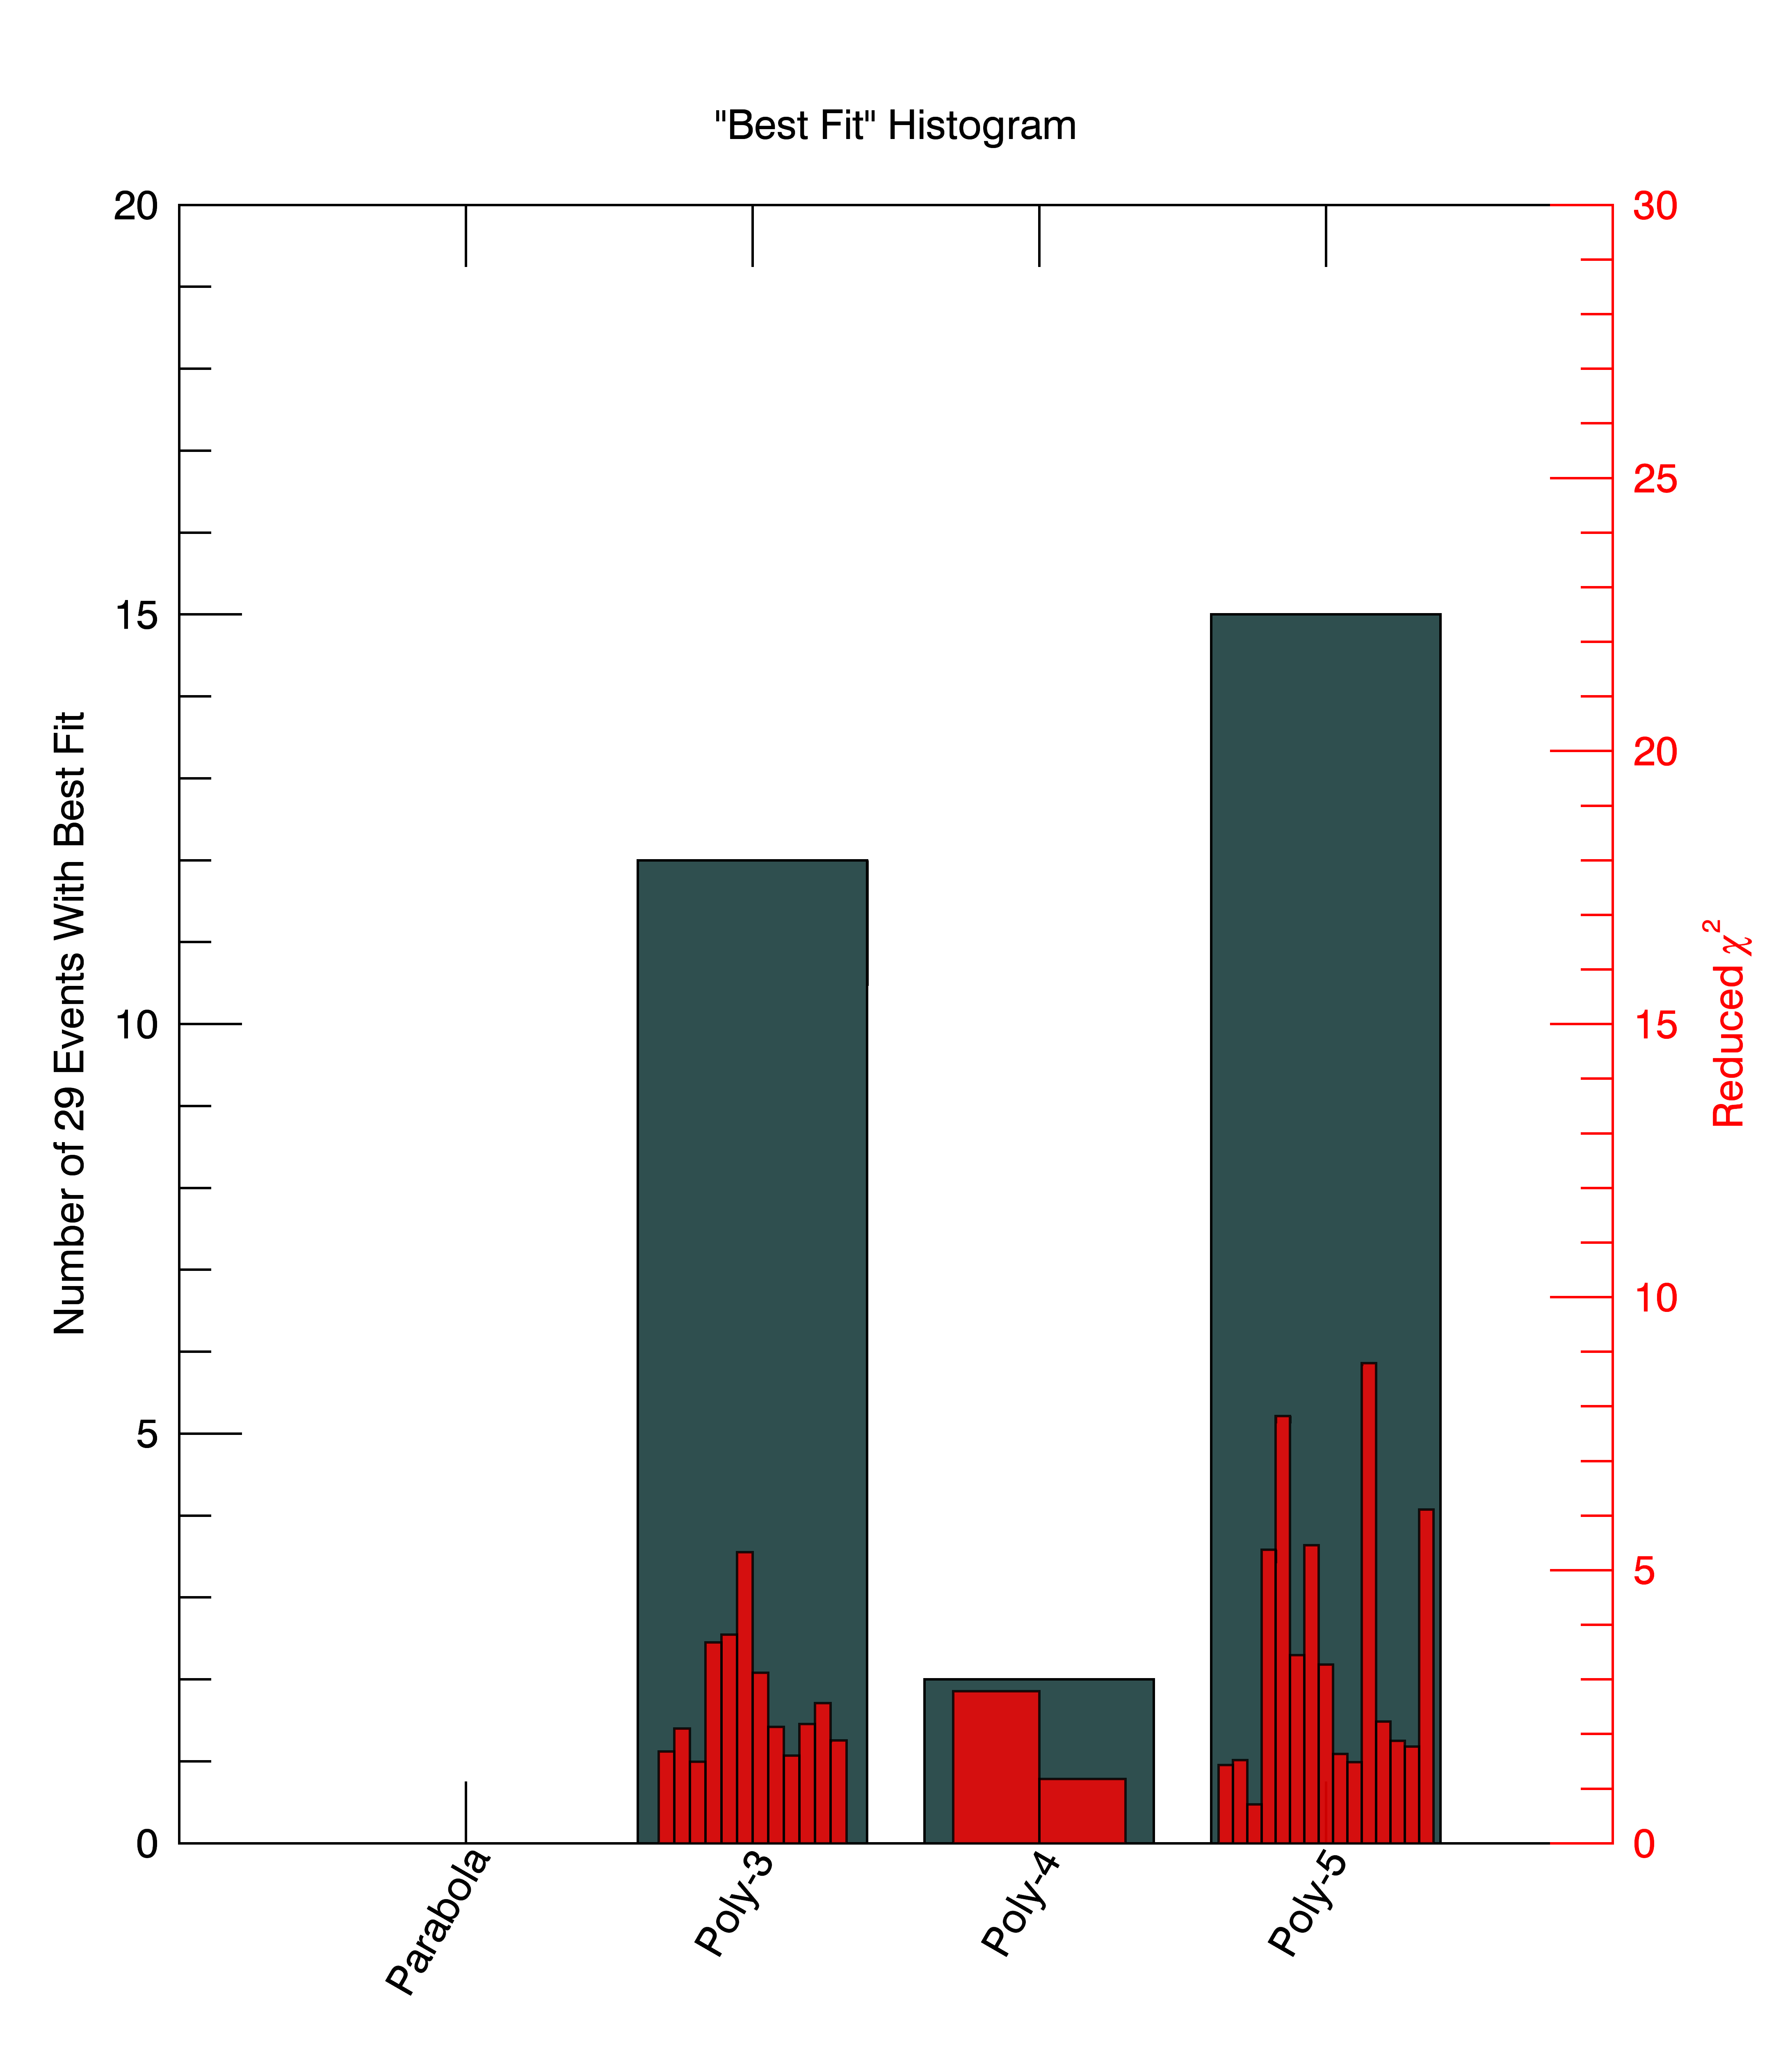 "Best Fit" Histogram
20
15
10
5
0
Number of 29 Events With Best Fit
30
25
20
15
10
5
0
Reduced χ²
Parabola
Poly-3
Poly-4
Poly-5